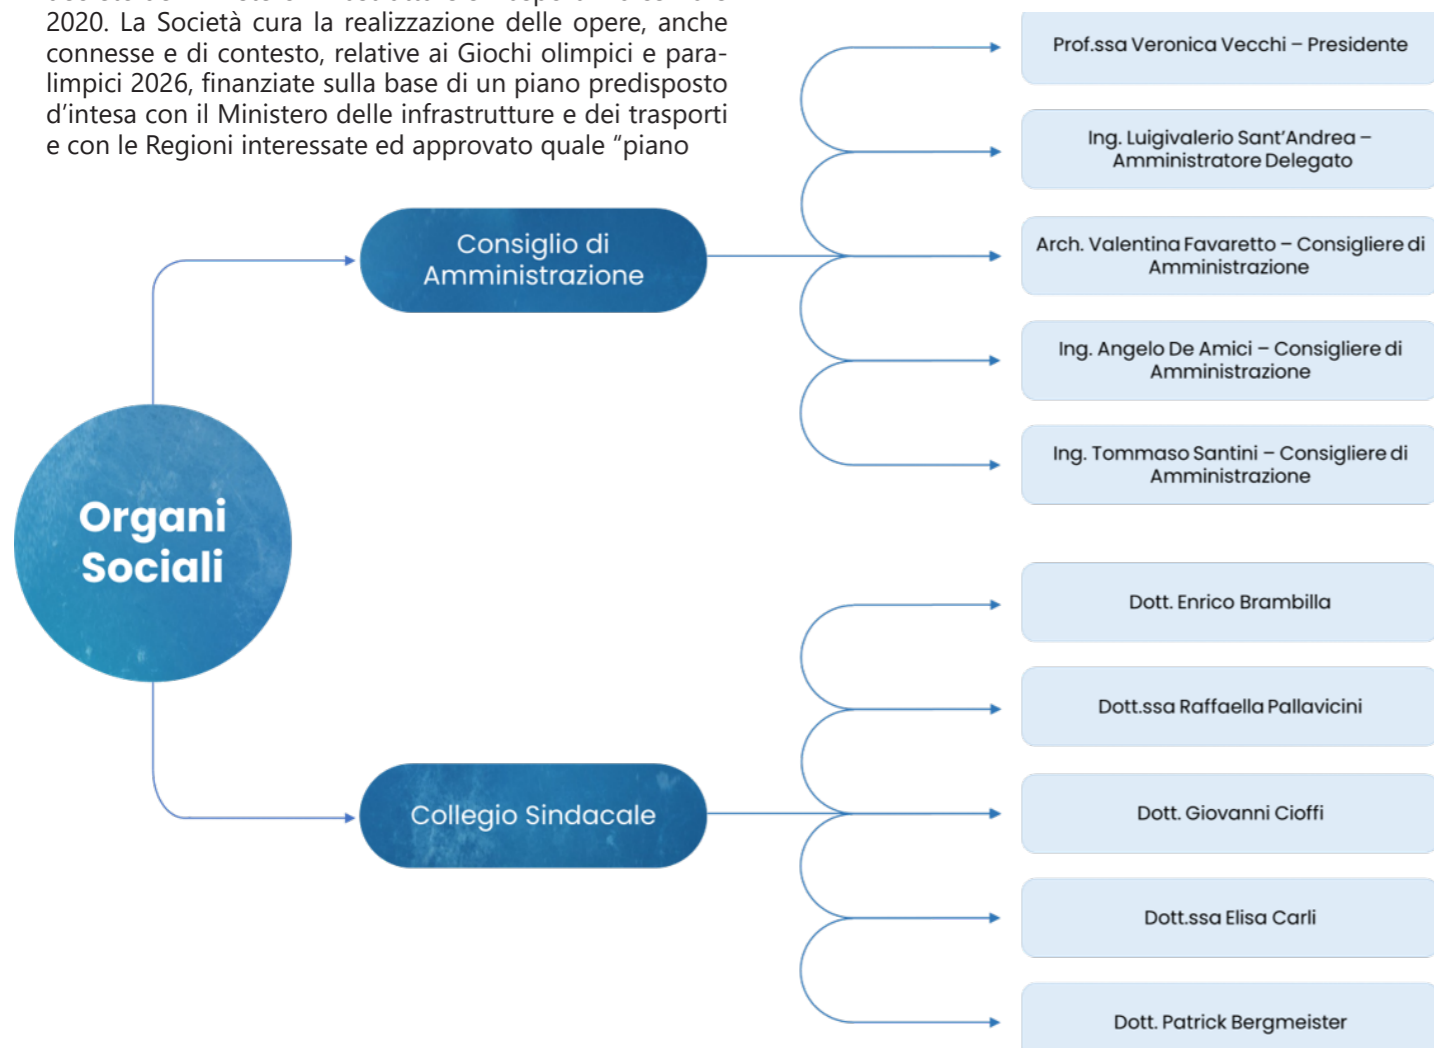 2020. La Società cura la realizzazione delle opere, anche
connesse e di contesto, relative ai Giochi olimpici e para-
limpici 2026, finanziate sulla base di un piano predisposto
d’intesa con il Ministero delle infrastrutture e dei trasporti
e con le Regioni interessate ed approvato quale “piano
Organi
Sociali
Consiglio di
Amministrazione
Prof.ssa Veronica Vecchi – Presidente
Ing. Luigivalerio Sant’Andrea –
Amministratore Delegato
Arch. Valentina Favaretto – Consigliere di
Amministrazione
Ing. Angelo De Amici – Consigliere di
Amministrazione
Ing. Tommaso Santini – Consigliere di
Amministrazione
Collegio Sindacale
Dott. Enrico Brambilla
Dott.ssa Raffaella Pallavicini
Dott. Giovanni Cioffi
Dott.ssa Elisa Carli
Dott. Patrick Bergmeister